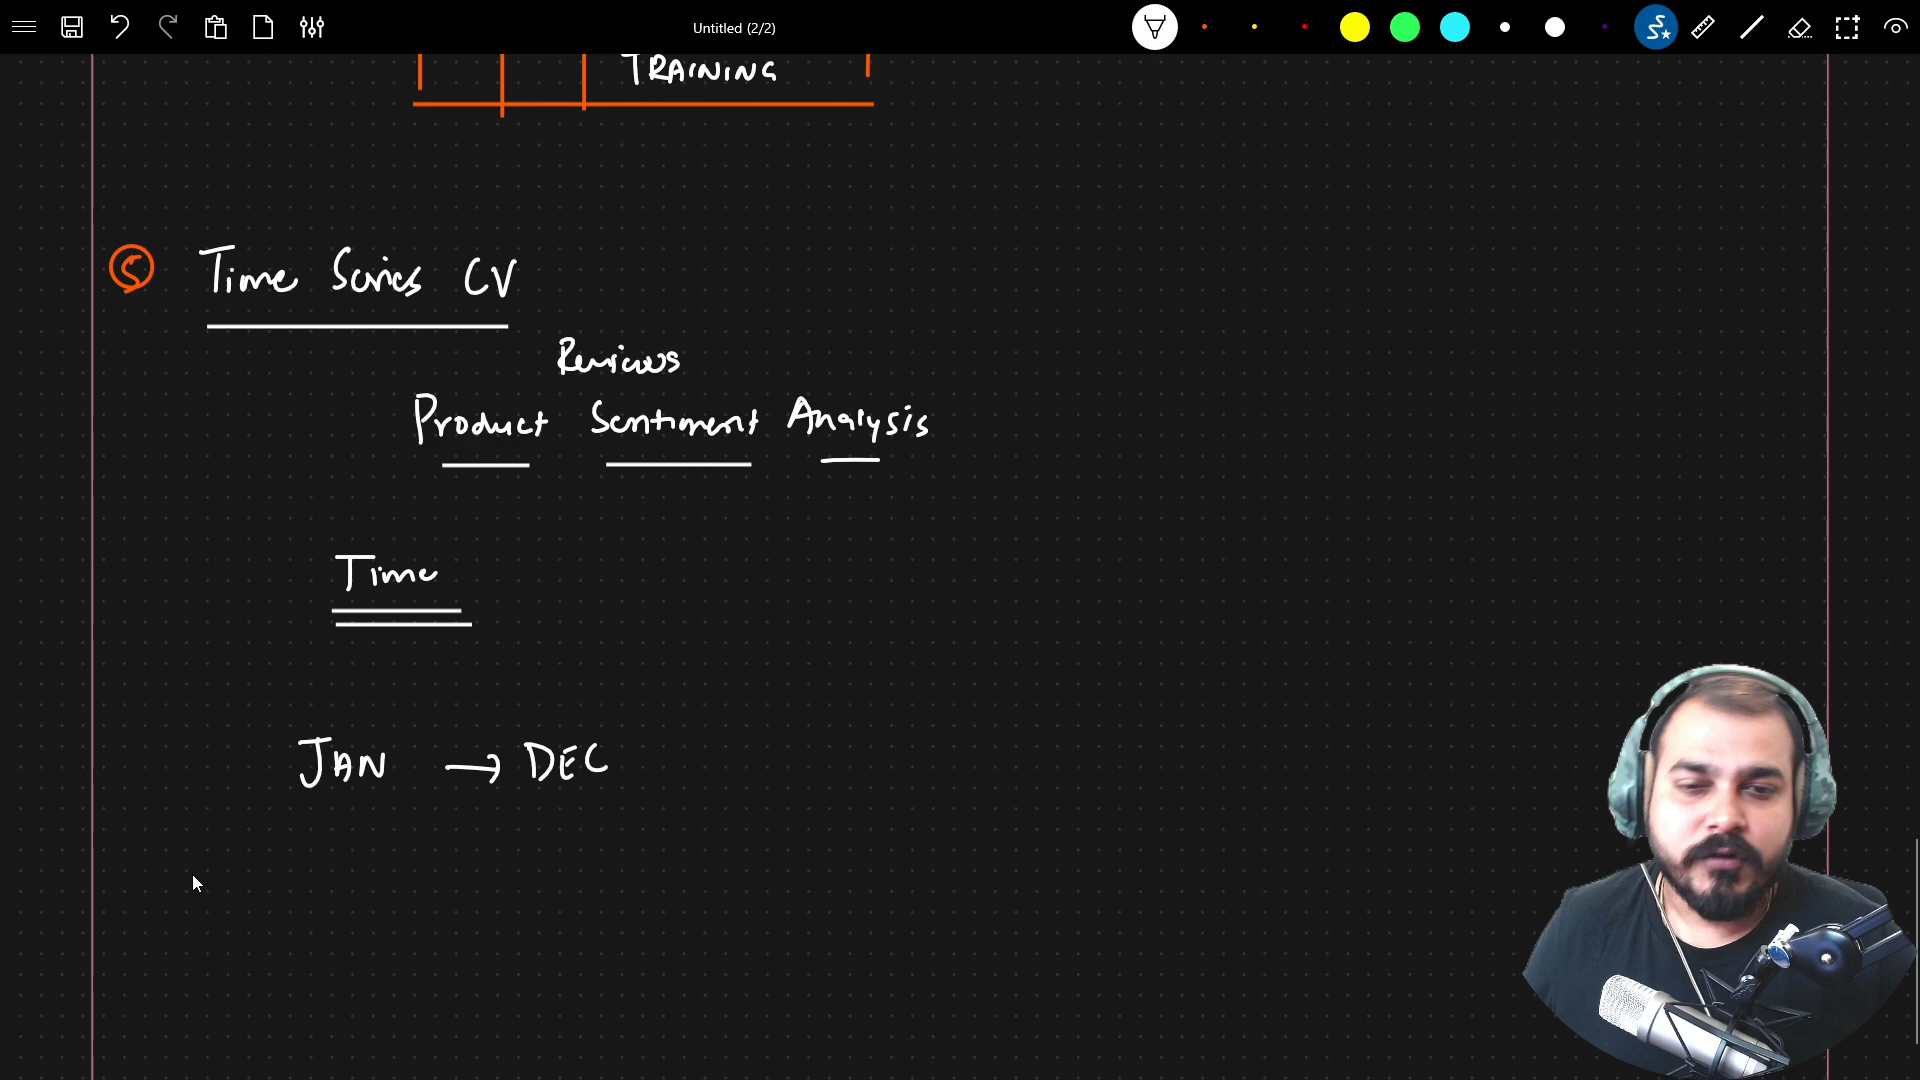 Untitled (2/2)
TRAINING
5 Time Series CV
Reviews
Product Sentiment Analysis
Time
JAN → DEC